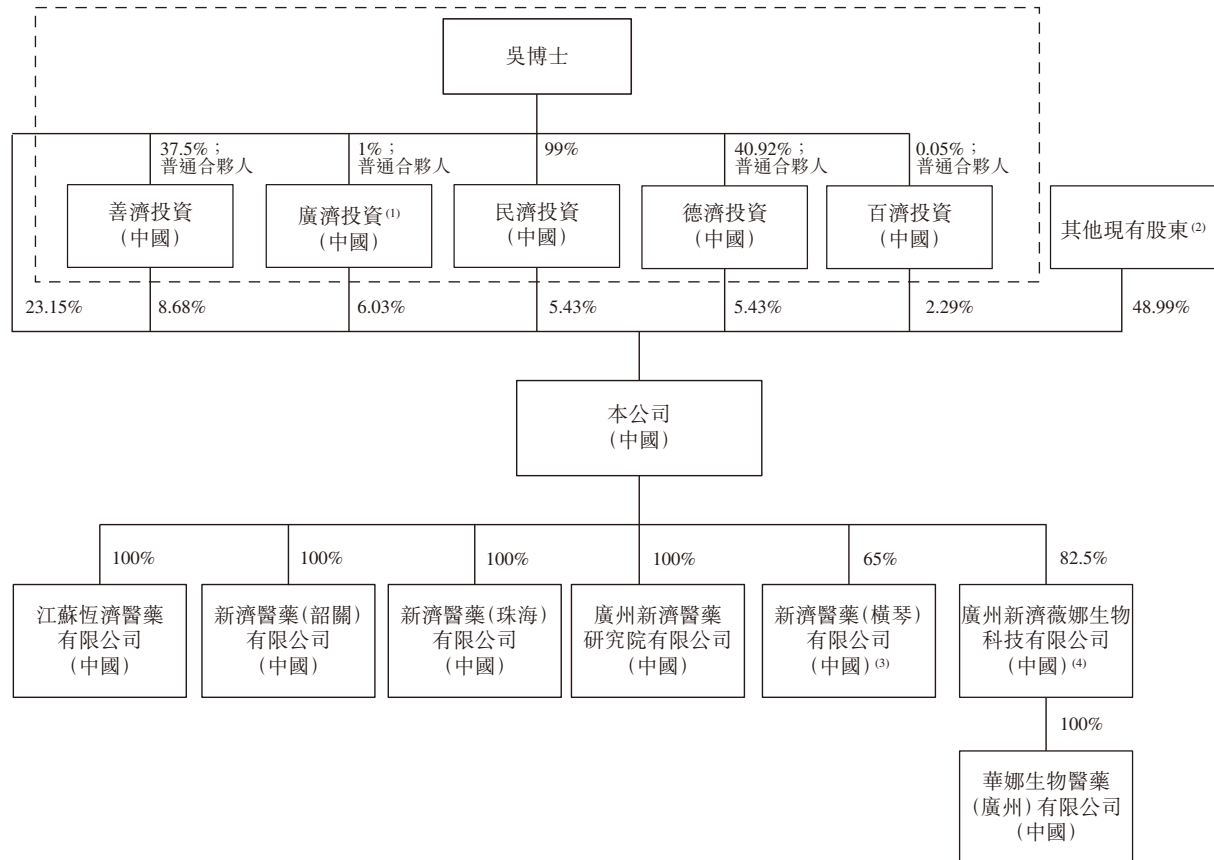 吳博士
37.5%；
普通合夥人
1%；
普通合夥人
99%
40.92%；
普通合夥人
0.05%；
普通合夥人
善濟投資
(中國)
廣濟投資(1)
(中國)
民濟投資
(中國)
德濟投資
(中國)
百濟投資
(中國)
其他現有股東(2)
23.15%
8.68%
6.03%
5.43%
5.43%
2.29%
48.99%
本公司
(中國)
100%
100%
100%
100%
65%
82.5%
江蘇恆濟醫藥
有限公司
(中國)
新濟醫藥(韶關)
有限公司
(中國)
新濟醫藥(珠海)
有限公司
(中國)
廣州新濟醫藥
研究院有限公司
(中國)
新濟醫藥(橫琴)
有限公司
(中國)(3)
廣州新濟薇娜生物
科技有限公司
(中國)(4)
100%
華娜生物醫藥
(廣州)有限公司
(中國)